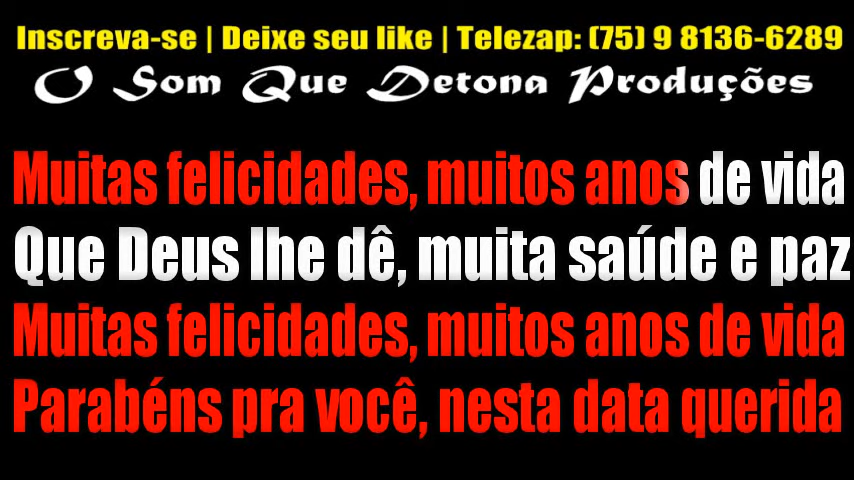 Inscreva-se | Deixe seu like | Telezap: (75) 9 8136-6289
O Som Que Detona Produções
Muitas felicidades, muitos anos de vida
Que Deus lhe dê, muita saúde e paz
Muitas felicidades, muitos anos de vida
Parabéns pra você, nesta data querida